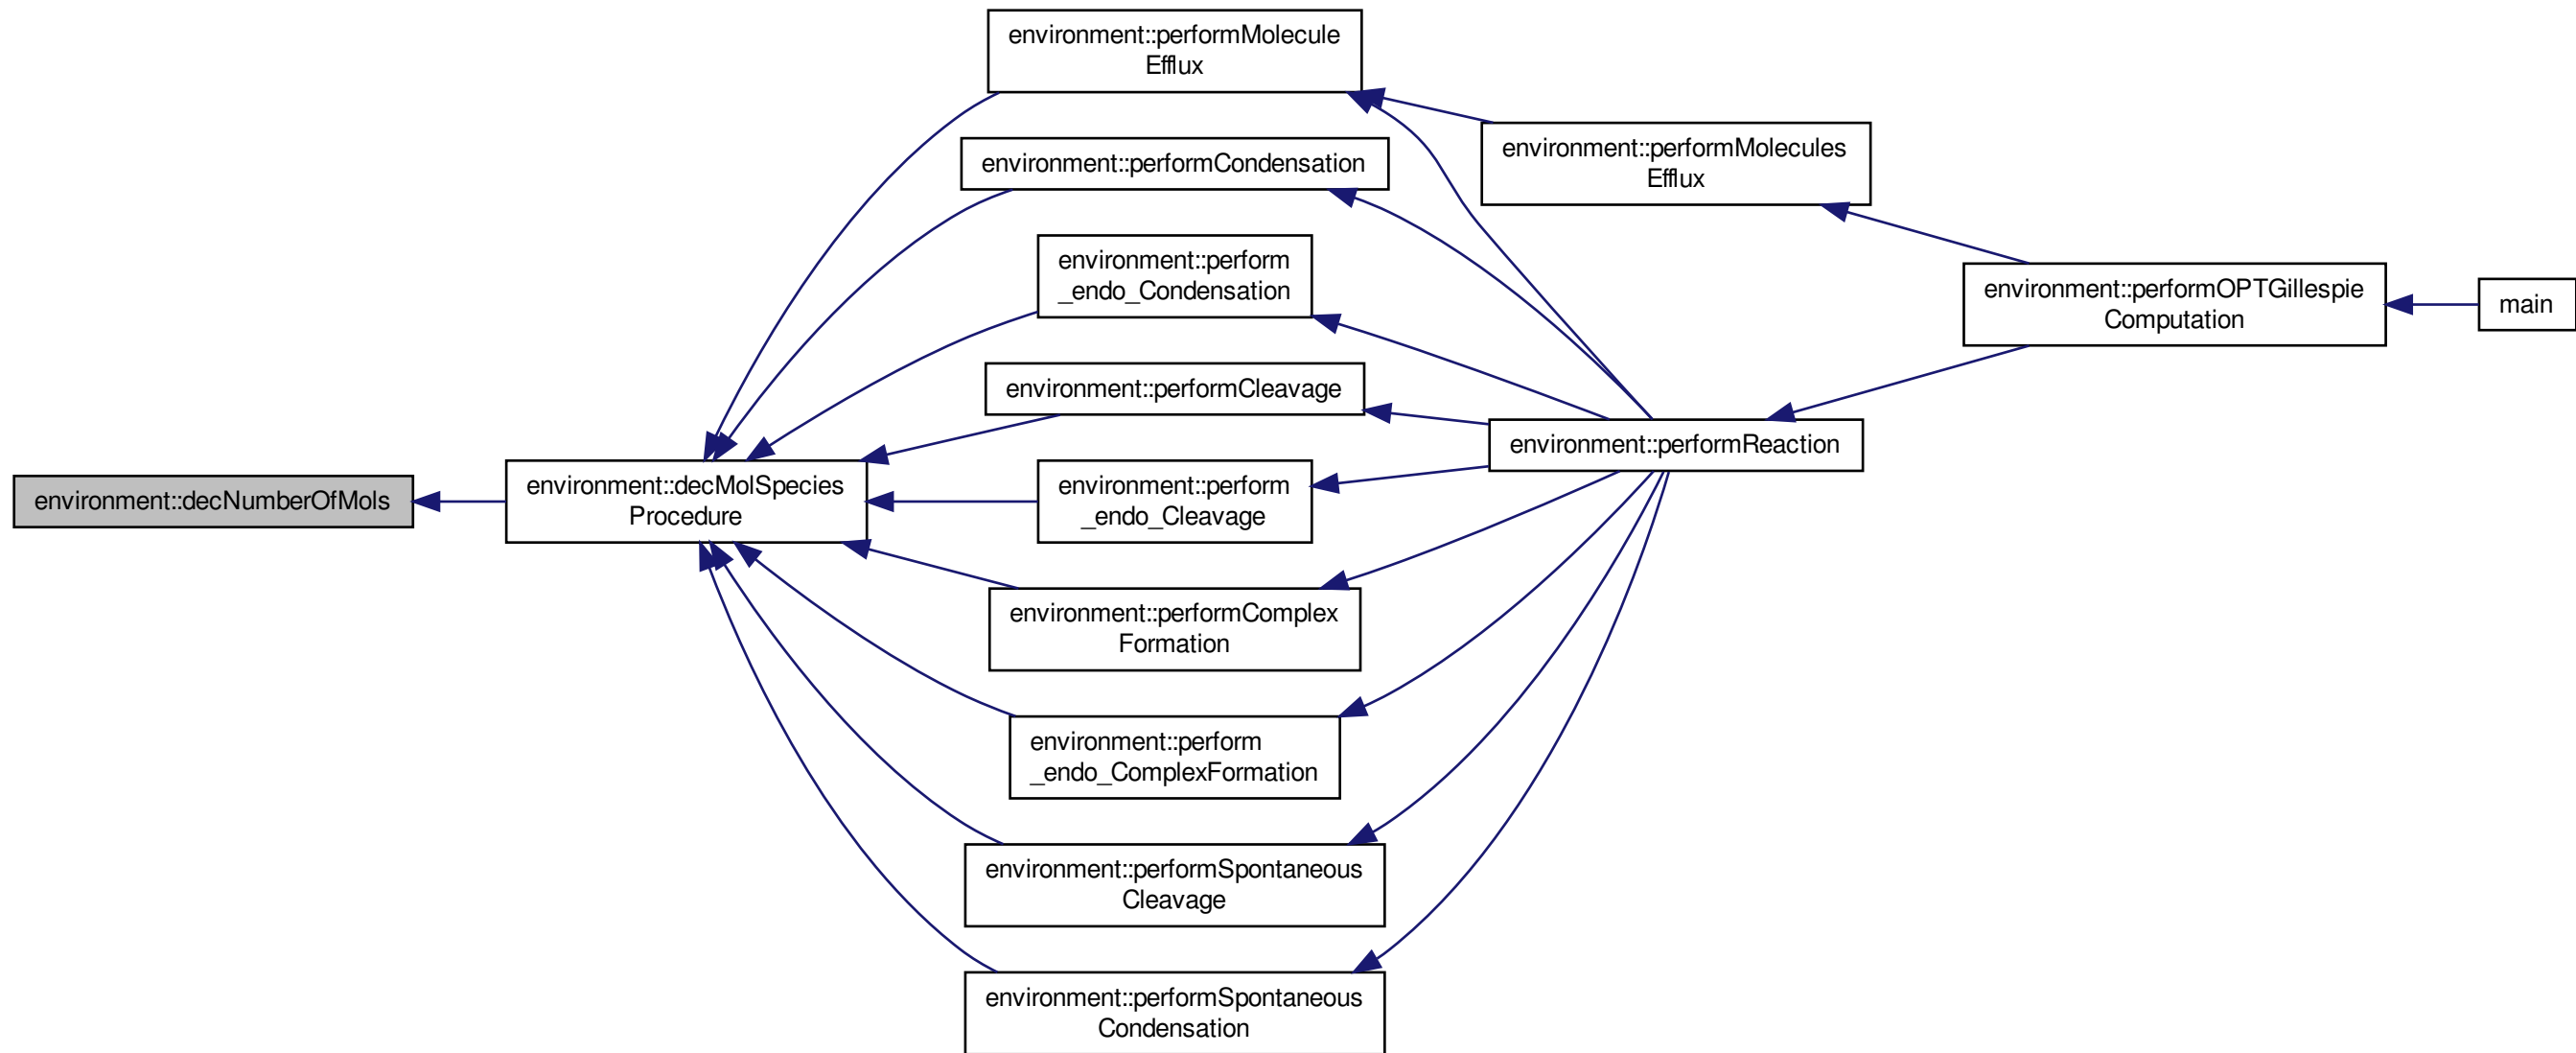 environment::performMolecule
Efflux
environment::performMolecules
Efflux
environment::performCondensation
environment::perform
_endo_Condensation
environment::performOPTGillespie
Computation
main
environment::performCleavage
environment::performReaction
environment::decNumberOfMols
environment::decMolSpecies
Procedure
environment::perform
_endo_Cleavage
environment::performComplex
Formation
environment::perform
_endo_ComplexFormation
environment::performSpontaneous
Cleavage
environment::performSpontaneous
Condensation